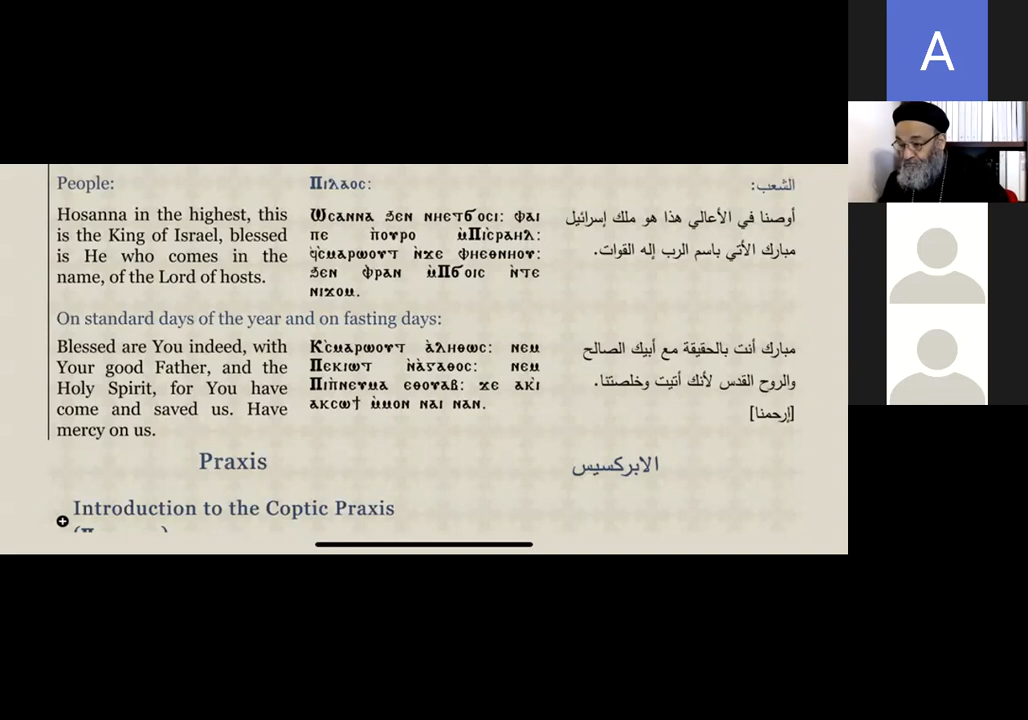 A
People:
Hosanna in the highest, this
is the King of Israel, blessed
is He who comes in the
name, of the Lord of hosts.
Ⲡⲓⲗⲁⲟⲥ:
Ⲱⲥⲁⲛⲛⲁ ϧⲉⲛ ⲛⲏⲉⲧϭⲟⲥⲓ: ⲫⲁⲓ
ⲡⲉ ⲡ̀ⲟⲩⲣⲟ ⲙ̀Ⲡⲓⲥⲣⲁⲏⲗ:
ϥ̀ⲥⲙⲁⲣⲱⲟⲩⲧ ⲛ̀ϫⲉ ⲫⲏⲉⲑⲛⲏⲟⲩ:
ϧⲉⲛ ⲫⲣⲁⲛ ⲙ̀Ⲡϭⲟⲓⲥ ⲛ̀ⲧⲉ
ⲛⲓϫⲟⲙ.
الشعب:
أوصنا في الأعالي هذا هو ملك إسرائيل
مبارك الأتي باسم الرب إله القوات.
On standard days of the year and on fasting days:
Blessed are You indeed, with
Your good Father, and the
Holy Spirit, for You have
come and saved us. Have
mercy on us.
Ⲕ̀ⲥⲙⲁⲣⲱⲟⲩⲧ ⲁ̀ⲗⲏⲑⲱⲥ: ⲛⲉⲙ
Ⲡⲉⲕⲓⲱⲧ ⲛ̀ⲁ̀ⲅⲁⲑⲟⲥ: ⲛⲉⲙ
Ⲡⲓⲡ̀ⲛⲉⲩⲙⲁ ⲉⲑⲟⲩⲁⲃ: ϫⲉ ⲁⲕⲓ̀
ⲁⲕⲥⲱϯ ⲙ̀ⲙⲟⲛ ⲛⲁⲓ ⲛⲁⲛ.
مبارك أنت بالحقيقة مع أبيك الصالح
والروح القدس لأنك أتيت وخلصتنا.
[إرحمنا]
Praxis
الابركسيس
Introduction to the Coptic Praxis